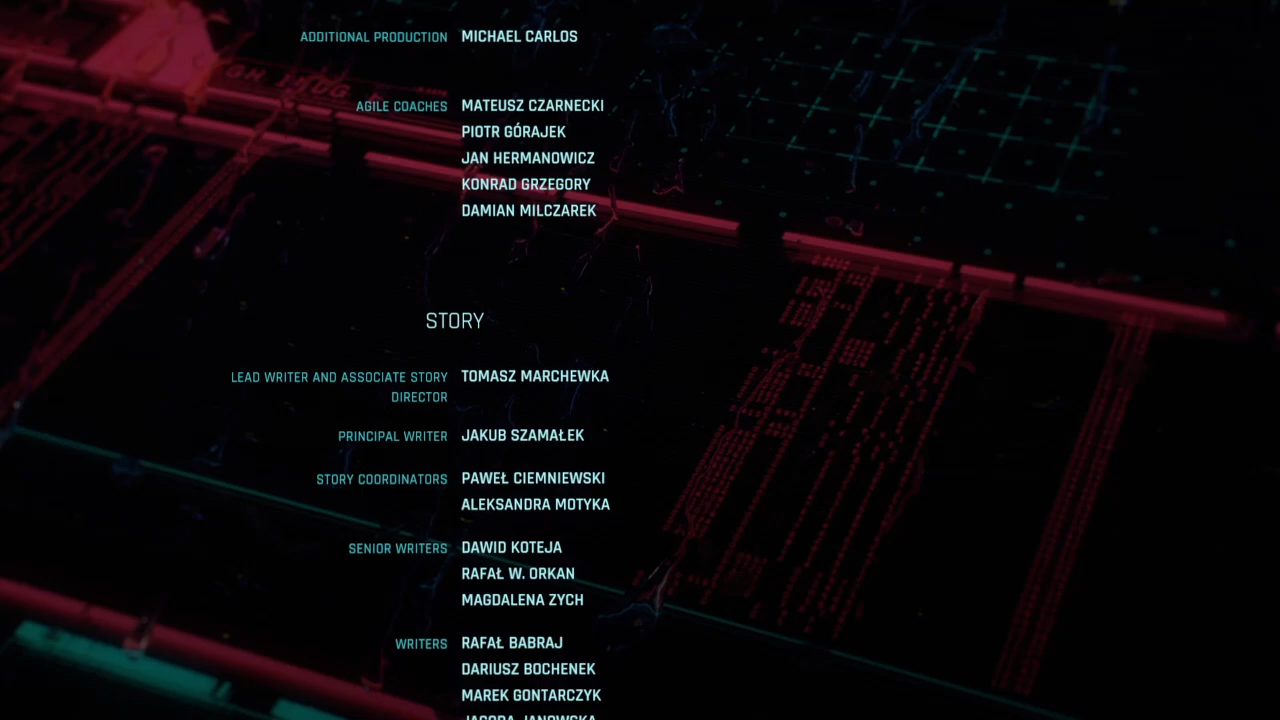 ADDITIONAL PRODUCTION MICHAEL CARLOS
AGILE COACHES MATEUSZ CZARNECKI
PIOTR GÓRAJEK
JAN HERMANOWICZ
KONRAD GRZEGORY
DAMIAN MILCZAREK
STORY
LEAD WRITER AND ASSOCIATE STORY TOMASZ MARCHEWKA
DIRECTOR
PRINCIPAL WRITER JAKUB SZAMAŁEK
STORY COORDINATORS PAWEŁ CIEMNIEWSKI
ALEKSANDRA MOTYKA
SENIOR WRITERS DAWID KOTEJA
RAFAŁ W. ORKAN
MAGDALENA ZYCH
WRITERS RAFAŁ BABRAJ
DARIUSZ BOCHENEK
MAREK GONTARCZYK